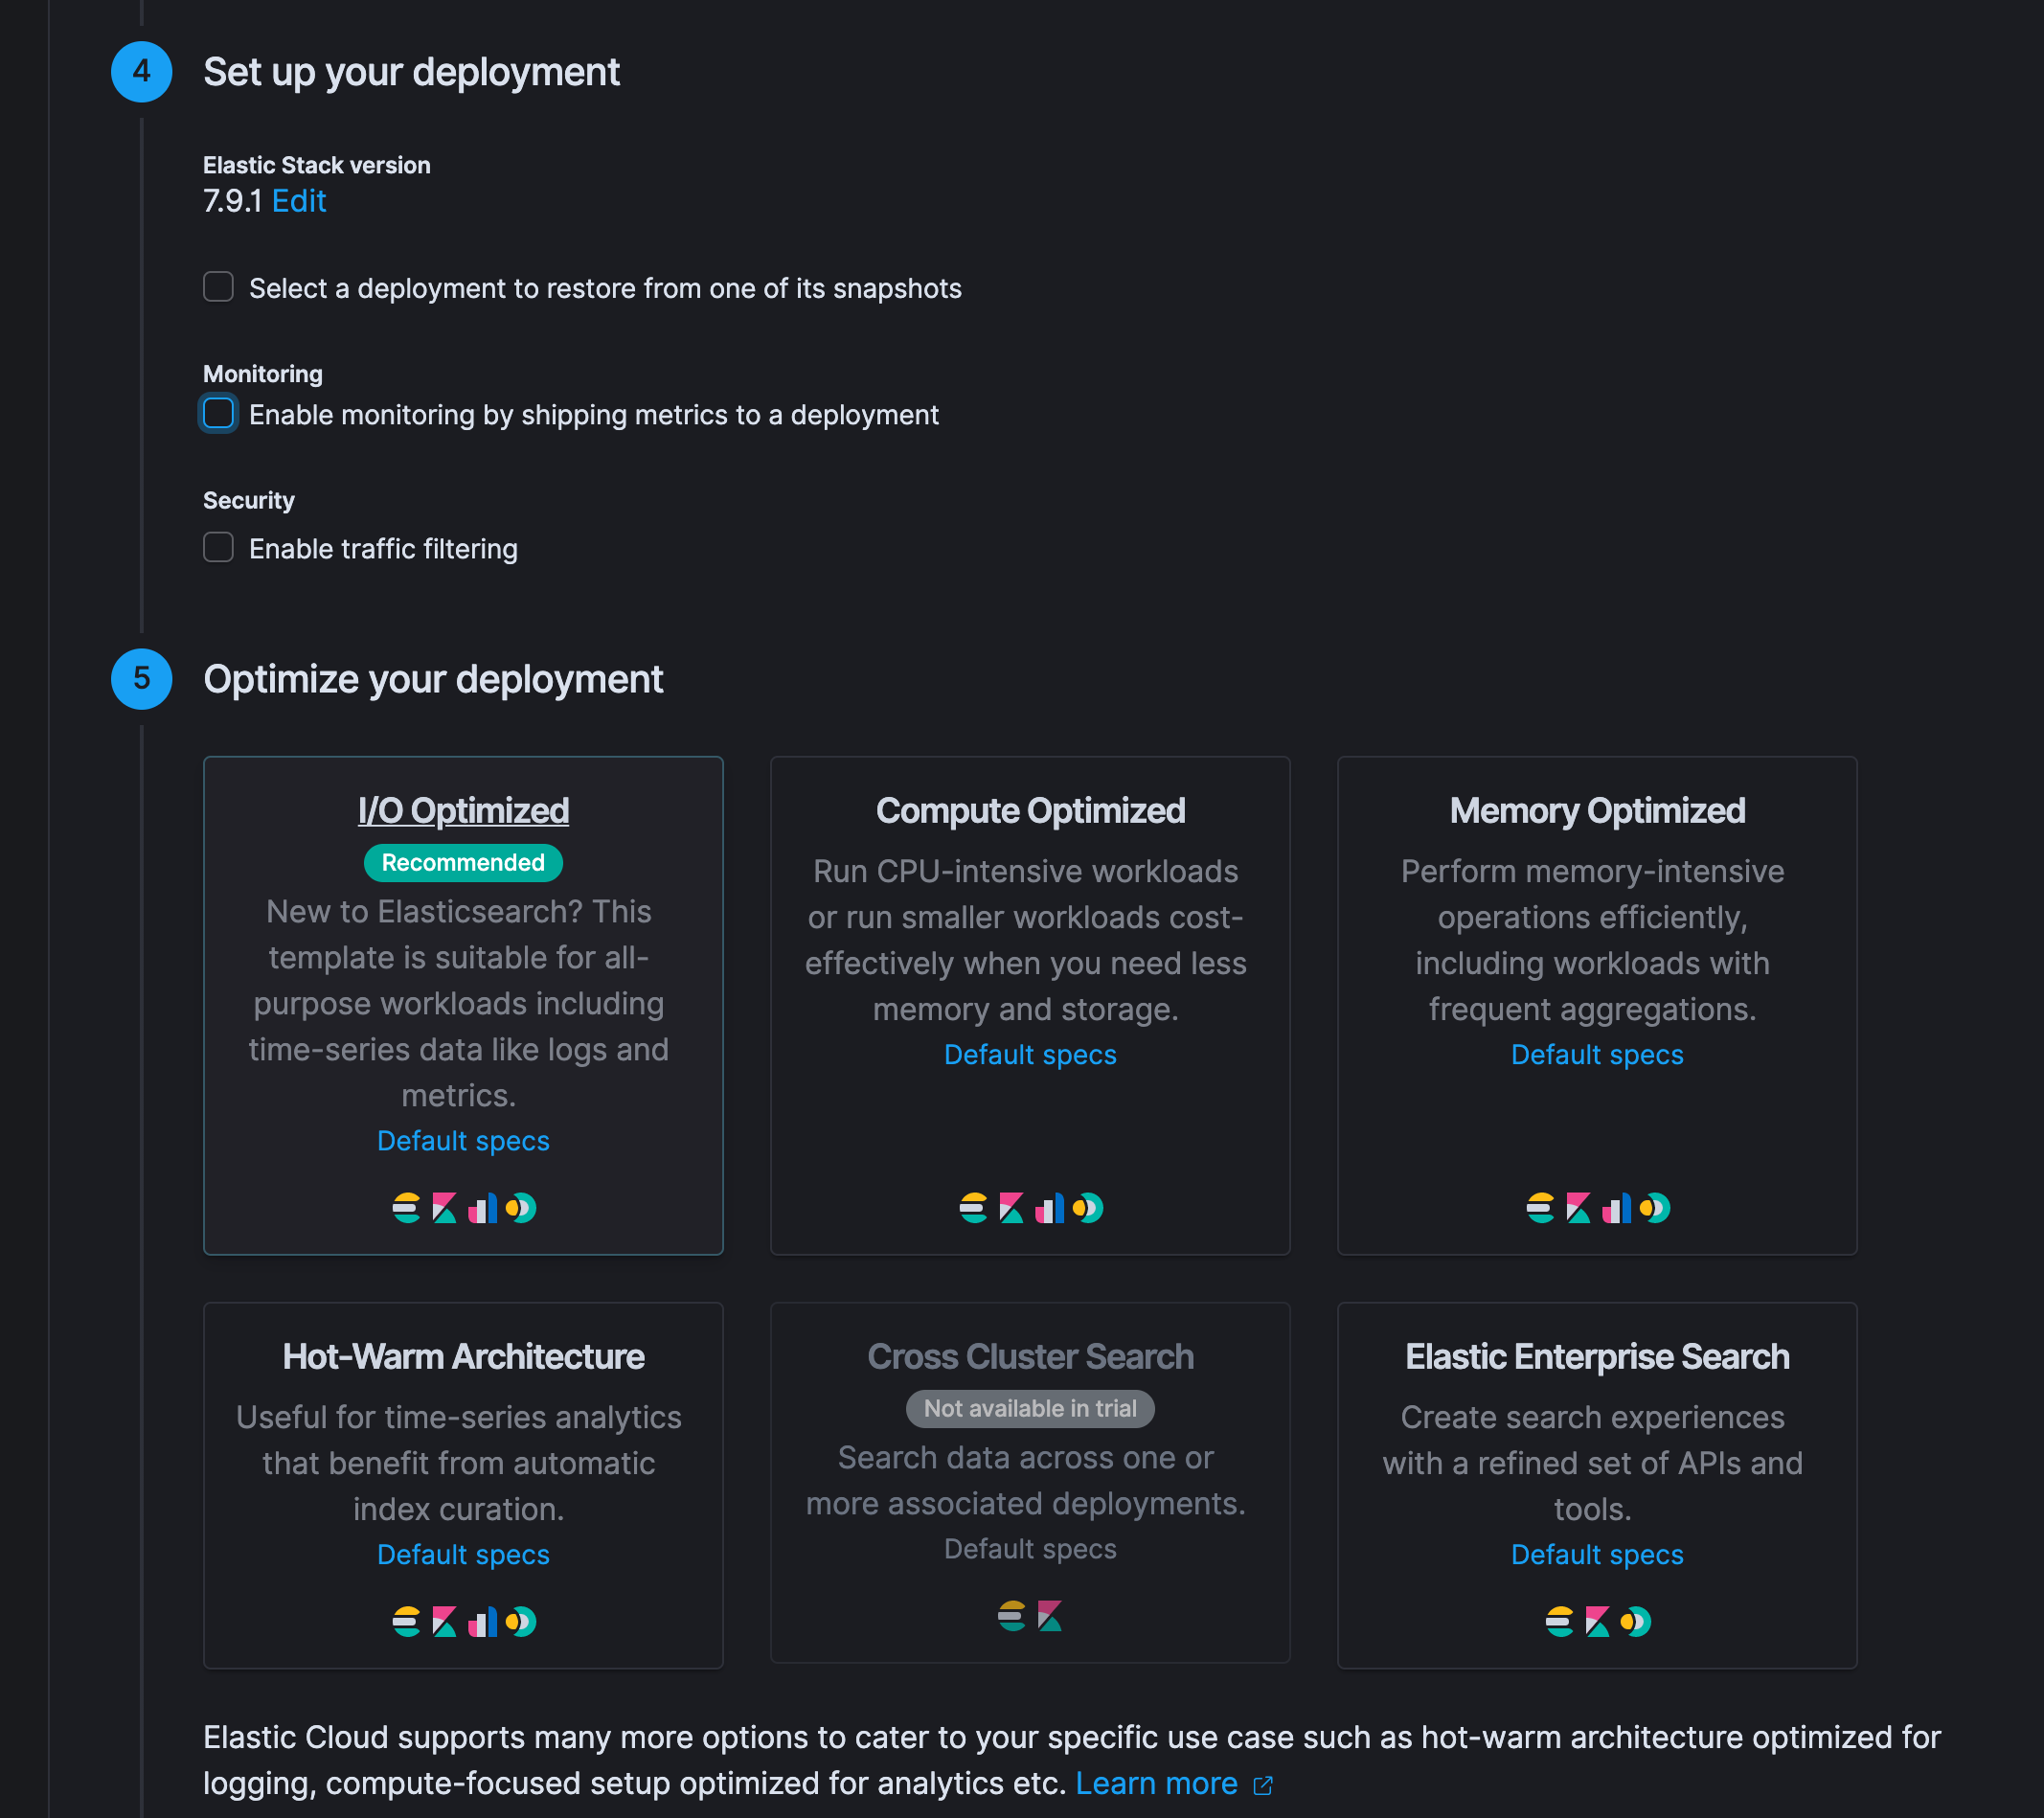 4
Set up your deployment
Elastic Stack version
7.9.1 Edit
Select a deployment to restore from one of its snapshots
Monitoring
Enable monitoring by shipping metrics to a deployment
Security
Enable traffic filtering
5
Optimize your deployment
I/O Optimized
Recommended
New to Elasticsearch? This
template is suitable for all-
purpose workloads including
time-series data like logs and
metrics.
Default specs
Compute Optimized
Run CPU-intensive workloads
or run smaller workloads cost-
effectively when you need less
memory and storage.
Default specs
Memory Optimized
Perform memory-intensive
operations efficiently,
including workloads with
frequent aggregations.
Default specs
Hot-Warm Architecture
Useful for time-series analytics
that benefit from automatic
index curation.
Default specs
Cross Cluster Search
Not available in trial
Search data across one or
more associated deployments.
Default specs
Elastic Enterprise Search
Create search experiences
with a refined set of APIs and
tools.
Default specs
Elastic Cloud supports many more options to cater to your specific use case such as hot-warm architecture optimized for
logging, compute-focused setup optimized for analytics etc. Learn more